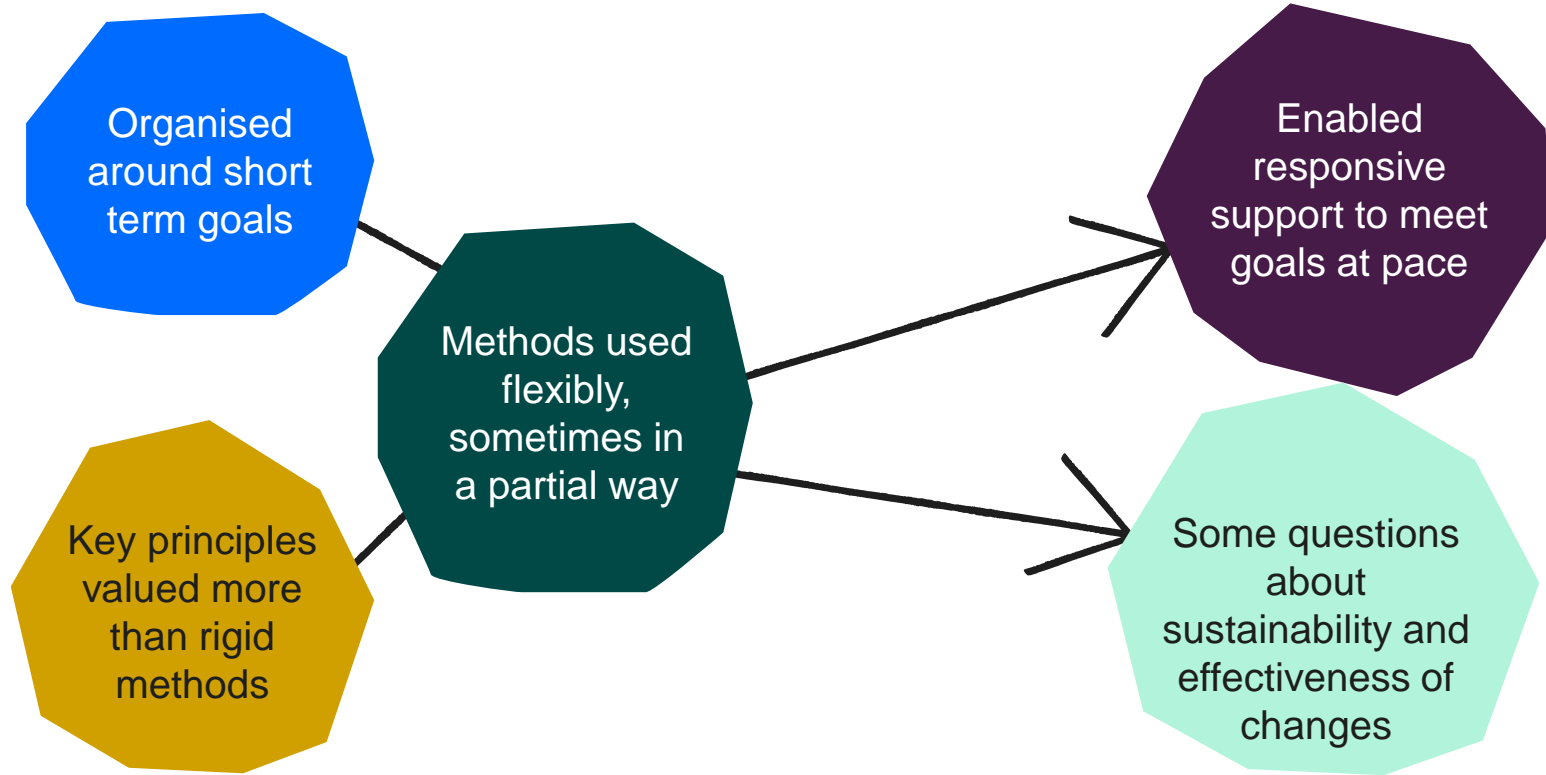 Organised
around short
term goals
Key principles
valued more
than rigid
methods
Methods used
flexibly,
sometimes in
a partial way
Enabled
responsive
support to meet
goals at pace
Some questions
about
sustainability and
effectiveness of
changes